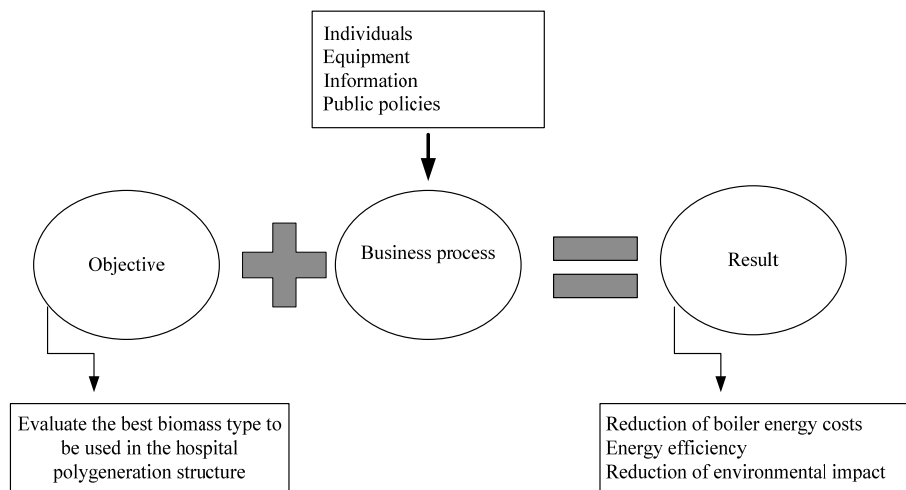 Individuals
Equipment
Information
Public policies
Objective
Business process
Result
Evaluate the best biomass type to
be used in the hospital
polygeneration structure
Reduction of boiler energy costs
Energy efficiency
Reduction of environmental impact